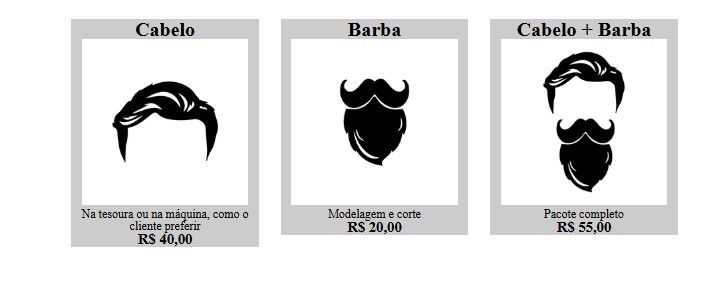 Cabelo
Na tesoura ou na máquina, como o
cliente preferir
R$ 40,00
Barba
Modelagem e corte
R$ 20,00
Cabelo + Barba
Pacote completo
R$ 55,00